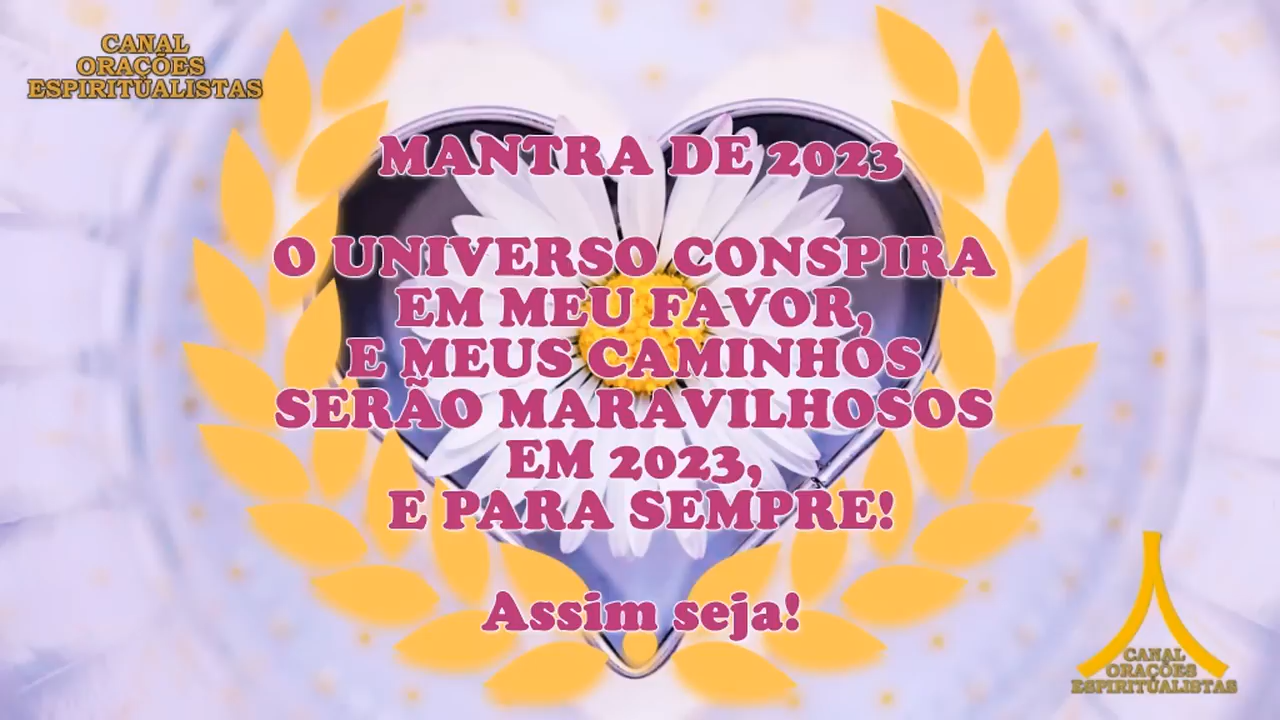 CANAL
ORAÇÕES
ESPIRITUALISTAS
MANTRA DE 2023
O UNIVERSO CONSPIRA
EM MEU FAVOR,
E MEUS CAMINHOS
SERÃO MARAVILHOSOS
EM 2023,
E PARA SEMPRE!
Assim seja!
CANAL
ORAÇÕES
ESPIRITUALISTAS